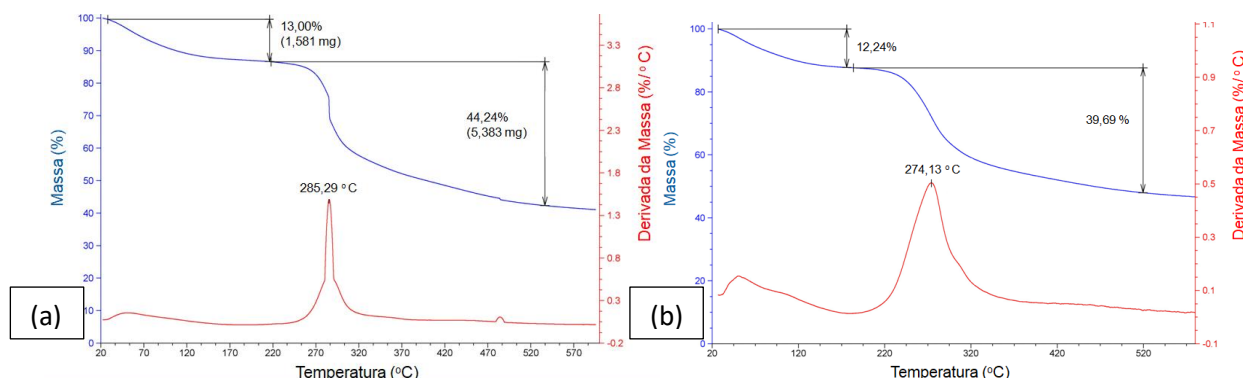 100
90
80
70
60
50
40
30
20
10
0
Massa (%)
13,00%
(1,581 mg)
44,24%
(5,383 mg)
285,29 °C
3.3
2.8
2.3
1.8
1.3
0.8
0.3
-0.2
Derivada da Massa (%/°C)
20 70 120 170 220 270 320 370 420 470 520 570
Temperatura (°C)
(a)
100
80
60
40
20
0
Massa (%)
12,24%
39,69 %
274,13 °C
1.1
0.9
0.7
0.5
0.3
0.1
-0.1
Derivada da Massa (%/°C)
20 120 220 320 420 520
Temperatura (°C)
(b)